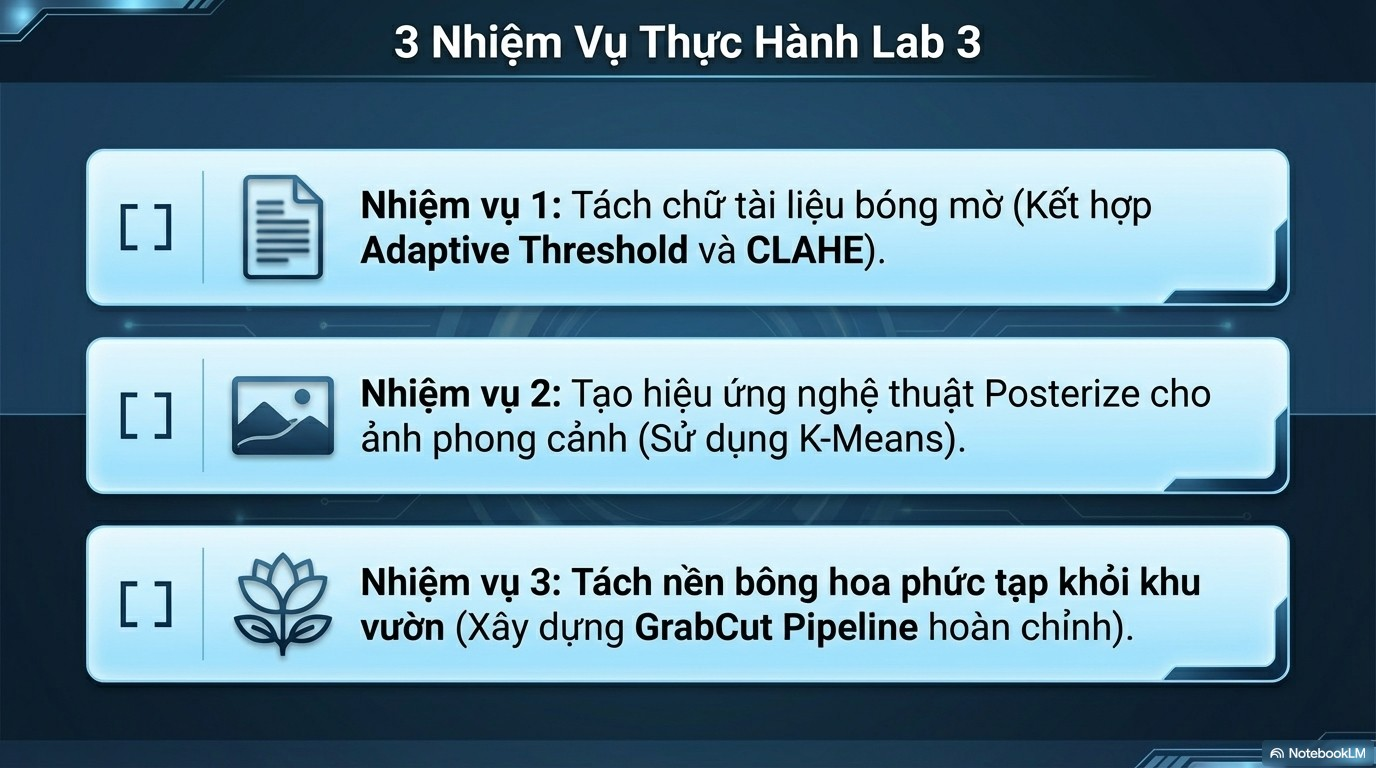 3 Nhiệm Vụ Thực Hành Lab 3
[ ]
Nhiệm vụ 1: Tách chữ tài liệu bóng mờ (Kết hợp
Adaptive Threshold và CLAHE).
[ ]
Nhiệm vụ 2: Tạo hiệu ứng nghệ thuật Posterize cho
ảnh phong cảnh (Sử dụng K-Means).
[ ]
Nhiệm vụ 3: Tách nền bông hoa phức tạp khỏi khu
vườn (Xây dựng GrabCut Pipeline hoàn chỉnh).
NotebookLM